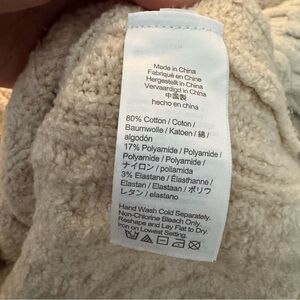 Made in China
Fabriqué en Chine
Hergestellt in China
Vervaardigd in China
中国製
hecho en china
80% Cotton / Coton /
Baumwolle / Katoen / 綿 /
algodón
17% Polyamide / Polyamide /
Polyamide / Polyamide /
ナイロン / poliamida
3% Elastane / Élasthanne /
Elastan / Elastaan / ポリウ
レタン / elastano
Hand Wash Cold Separately.
Non-Chlorine Bleach Only.
Reshape and Lay Flat to Dry.
Iron on Lowest Setting.